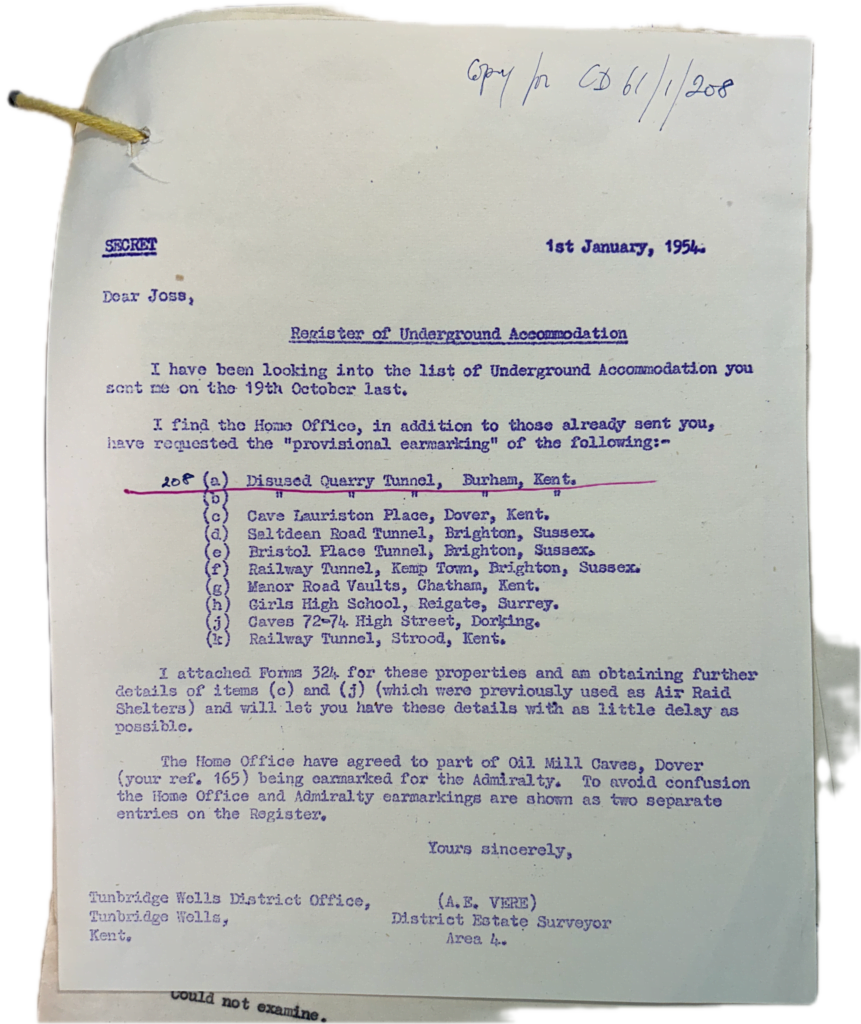 Copy for CD 61/1/208
SECRET
1st January, 1954.
Dear Joss,
Register of Underground Accommodation
I have been looking into the list of Underground Accommodation you
sent me on the 19th October last.
I find the Home Office, in addition to those already sent you,
have requested the "provisional earmarking" of the following:-
208 (a) Disused Quarry Tunnel, Burham, Kent.
(b) " " " " "
(c) Cave Lauriston Place, Dover, Kent.
(d) Saltdean Road Tunnel, Brighton, Sussex.
(e) Bristol Place Tunnel, Brighton, Sussex.
(f) Railway Tunnel, Kemp Town, Brighton, Sussex.
(g) Manor Road Vaults, Chatham, Kent.
(h) Girls High School, Reigate, Surrey.
(j) Caves 72-74 High Street, Dorking.
(k) Railway Tunnel, Strood, Kent.
I attached Forms 324 for these properties and am obtaining further
details of items (c) and (j) (which were previously used as Air Raid
Shelters) and will let you have these details with as little delay as
possible.
The Home Office have agreed to part of Oil Mill Caves, Dover
(your ref. 165) being earmarked for the Admiralty. To avoid confusion
the Home Office and Admiralty earmarkings are shown as two separate
entries on the Register.
Yours sincerely,
Tunbridge Wells District Office,
Tunbridge Wells,
Kent.
(A.E. VERE)
District Estate Surveyor
Area 4.
Could not examine.